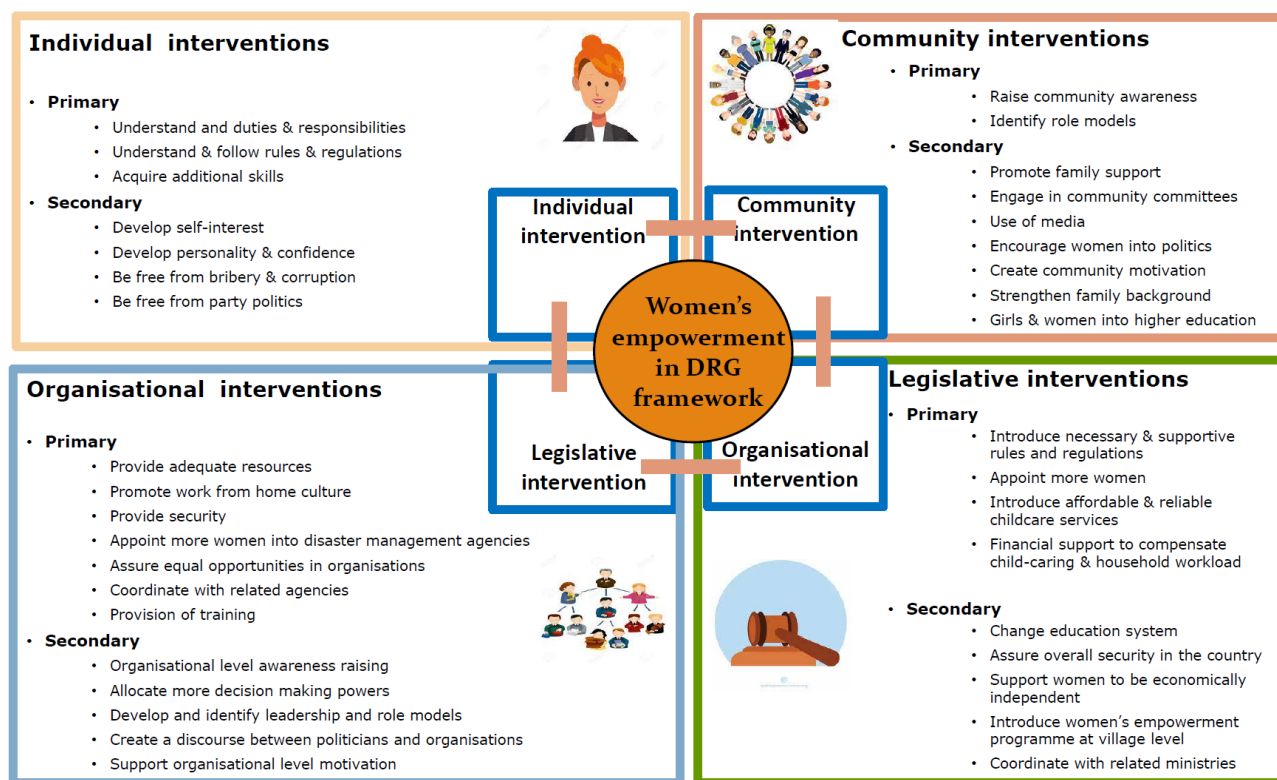 Individual interventions
• Primary
• Understand and duties & responsibilities
• Understand & follow rules & regulations
• Acquire additional skills
• Secondary
• Develop self-interest
• Develop personality & confidence
• Be free from bribery & corruption
• Be free from party politics
Community interventions
• Primary
• Raise community awareness
• Identify role models
• Secondary
• Promote family support
• Engage in community committees
• Use of media
• Encourage women into politics
• Create community motivation
• Strengthen family background
• Girls & women into higher education
Individual
intervention
Community
intervention
Women's
empowerment
in DRG
framework
Legislative
intervention
Organisational
intervention
Organisational interventions
• Primary
• Provide adequate resources
• Promote work from home culture
• Provide security
• Appoint more women into disaster management agencies
• Assure equal opportunities in organisations
• Coordinate with related agencies
• Provision of training
• Secondary
• Organisational level awareness raising
• Allocate more decision making powers
• Develop and identify leadership and role models
• Create a discourse between politicians and organisations
• Support organisational level motivation
Legislative interventions
• Primary
• Introduce necessary & supportive
rules and regulations
• Appoint more women
• Introduce affordable & reliable
childcare services
• Financial support to compensate
child-caring & household workload
• Secondary
• Change education system
• Assure overall security in the country
• Support women to be economically
independent
• Introduce women's empowerment
programme at village level
• Coordinate with related ministries